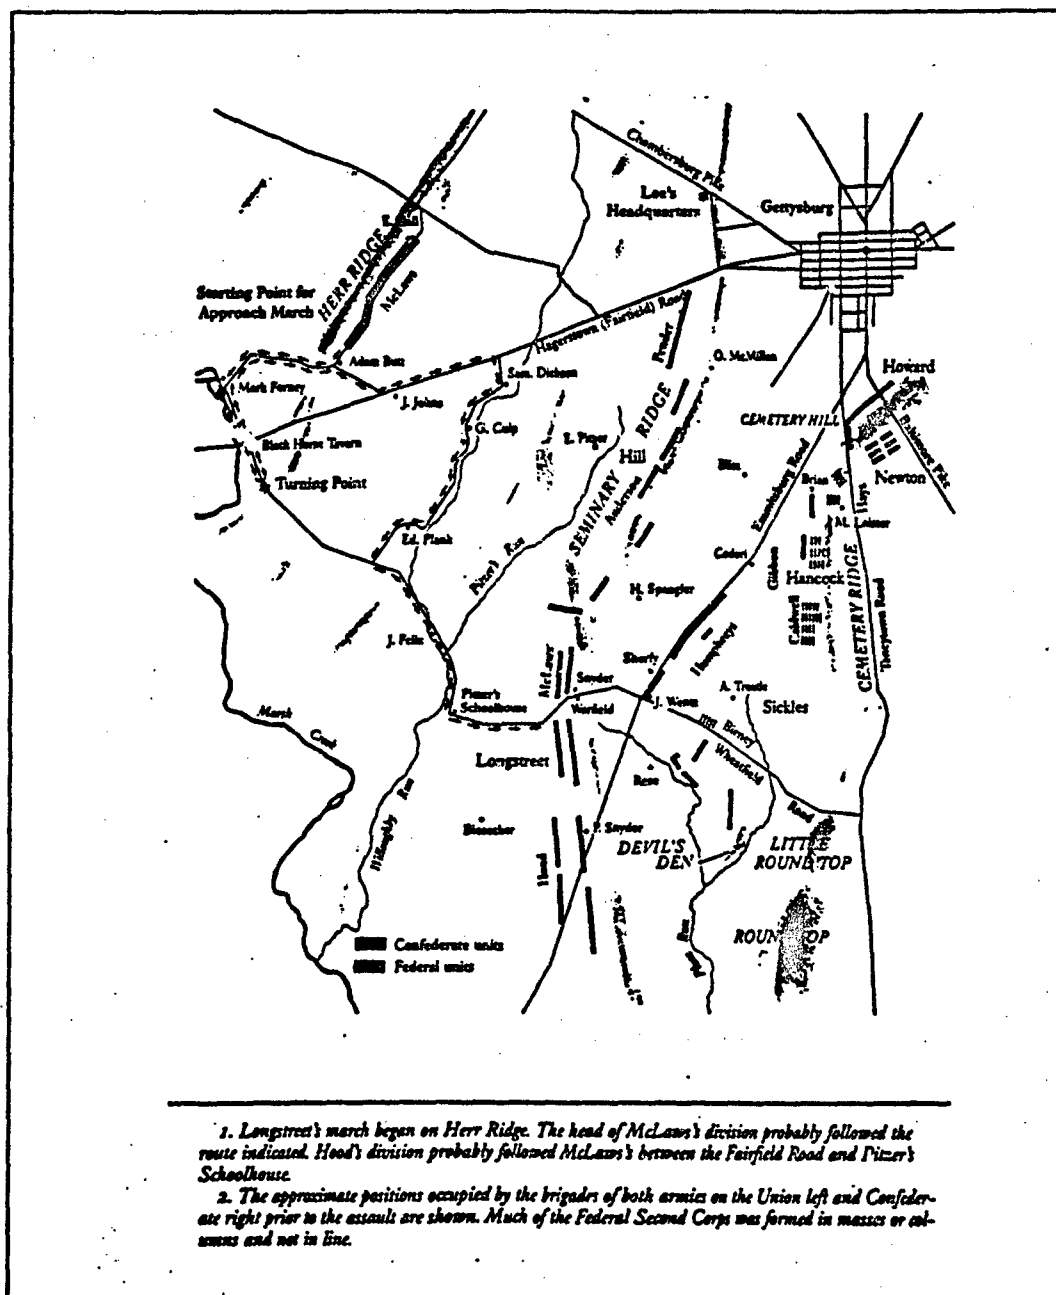 Chambersburg Pike
Lee's
Headquarters
Gettysburg
HERR RIDGE
McLaws
Starting Point for
Approach March
Hagerstown (Fairfield) Road
Pender
Adam Butt
Mark Forney
Sam. Dickson
O. McMillan
Howard
J. Johns
RIDGE
CEMETERY HILL
Baltimore Pike
G. Culp
E. Pitzer
Hill
Black Horse Tavern
Bliss
Emmitsburg Road
Brian
Hays
Newton
Turning Point
Anderson
SEMINARY
M. Leister
Ed. Plank
Pitzer's Run
Codori
Gibbon
Hancock
H. Spangler
Caldwell
CEMETERY RIDGE
Taneytown Road
J. Felix
Sherfy
Humphreys
McLaws
Snyder
A. Trostle
Pitzer's
Schoolhouse
Warfield
J. Wentz
Sickles
Marsh
Creek
Birney
Wheatfield
Road
Longstreet
Rose
Willoughby Run
Biesecker
P. Snyder
DEVIL'S
DEN
LITTLE
ROUND TOP
Hood
ROUND TOP
Plum Run
Confederate units
Federal units
1. Longstreet's march began on Herr Ridge. The head of McLaws's division probably followed the
route indicated. Hood's division probably followed McLaws's between the Fairfield Road and Pitzer's
Schoolhouse.
2. The approximate positions occupied by the brigades of both armies on the Union left and Confeder-
ate right prior to the assault are shown. Much of the Federal Second Corps was formed in masses or col-
umns and not in line.